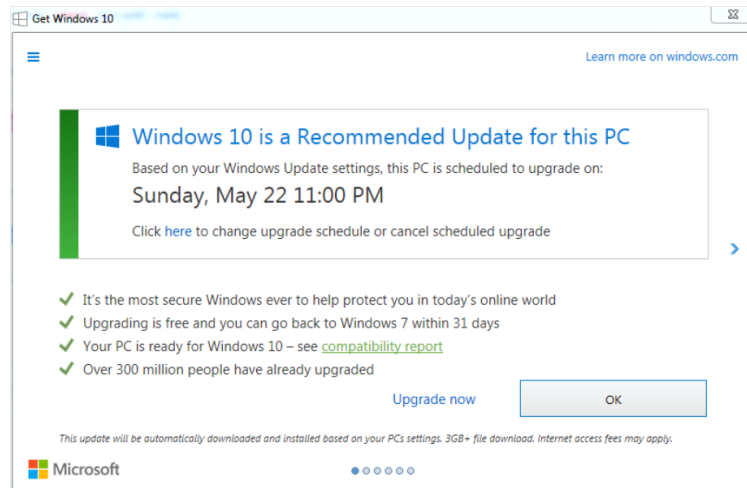 Get Windows 10
Learn more on windows.com
Windows 10 is a Recommended Update for this PC
Based on your Windows Update settings, this PC is scheduled to upgrade on:
Sunday, May 22 11:00 PM
Click here to change upgrade schedule or cancel scheduled upgrade
It's the most secure Windows ever to help protect you in today's online world
Upgrading is free and you can go back to Windows 7 within 31 days
Your PC is ready for Windows 10 – see compatibility report
Over 300 million people have already upgraded
Upgrade now
OK
This update will be automatically downloaded and installed based on your PCs settings. 3GB+ file download. Internet access fees may apply.
Microsoft